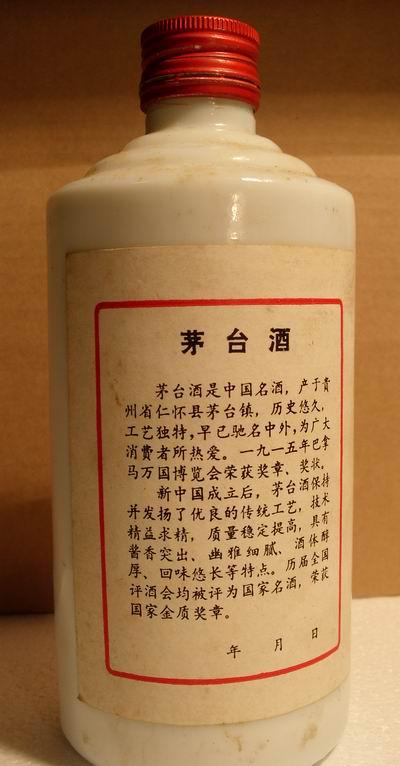 茅台酒
茅台酒是中国名酒，产于贵
州省仁怀县茅台镇，历史悠久，
工艺独特，早已驰名中外，为广大
消费者所热爱。一九一五年巴拿
马万国博览会荣获奖章、奖状。
新中国成立后，茅台酒保持
并发扬了优良的传统工艺，技术
精益求精，质量稳定提高，具有
酱香突出、幽雅细腻、酒体醇
厚、回味悠长等特点。历届全国
评酒会均被评为国家名酒，荣获
国家金质奖章。
年 月 日